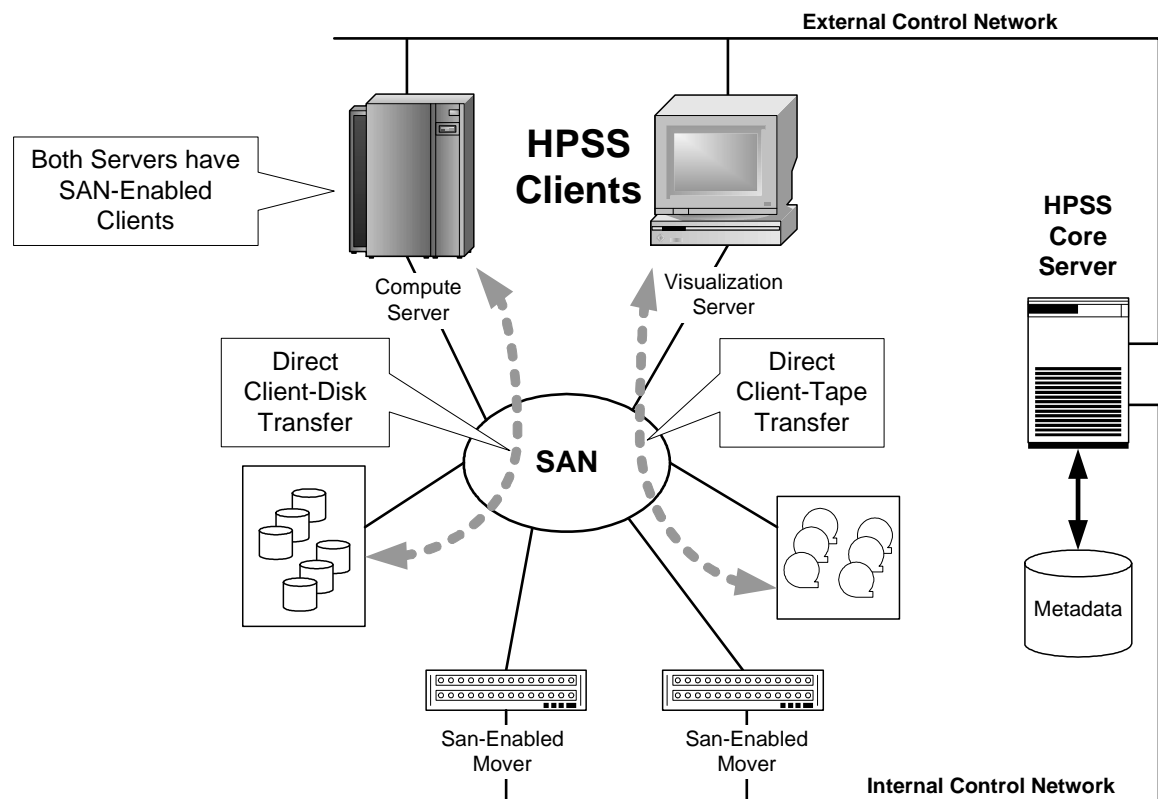 External Control Network
Both Servers have
SAN-Enabled
Clients
HPSS
Clients
HPSS
Core
Server
Compute
Server
Visualization
Server
Direct
Client-Disk
Transfer
Direct
Client-Tape
Transfer
SAN
Metadata
San-Enabled
Mover
San-Enabled
Mover
Internal Control Network